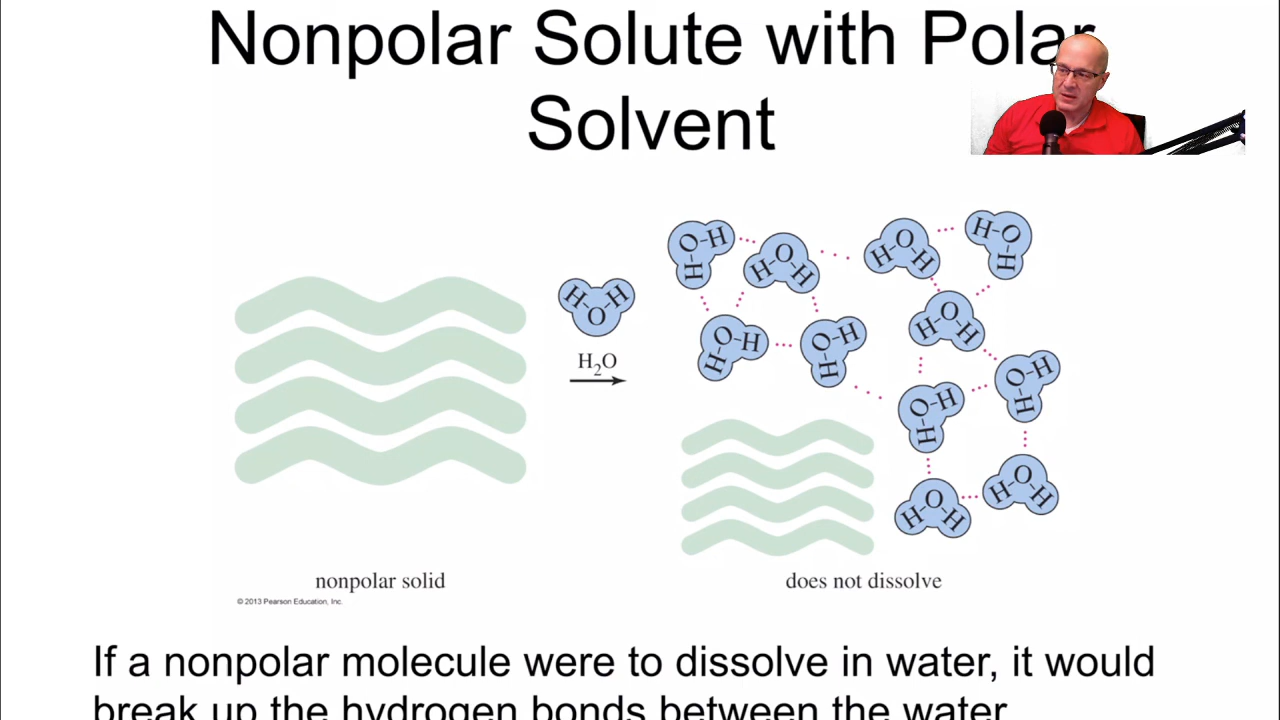 Nonpolar Solute with Polar
Solvent
H-O-H
H-O-H
H-O-H
H-O-H
H-O-H
H-O-H
H-O-H
H-O-H
H₂O
H-O-H
H-O-H
H-O-H
H-O-H
nonpolar solid
does not dissolve
© 2013 Pearson Education, Inc.
If a nonpolar molecule were to dissolve in water, it would
break up the hydrogen bonds between the water